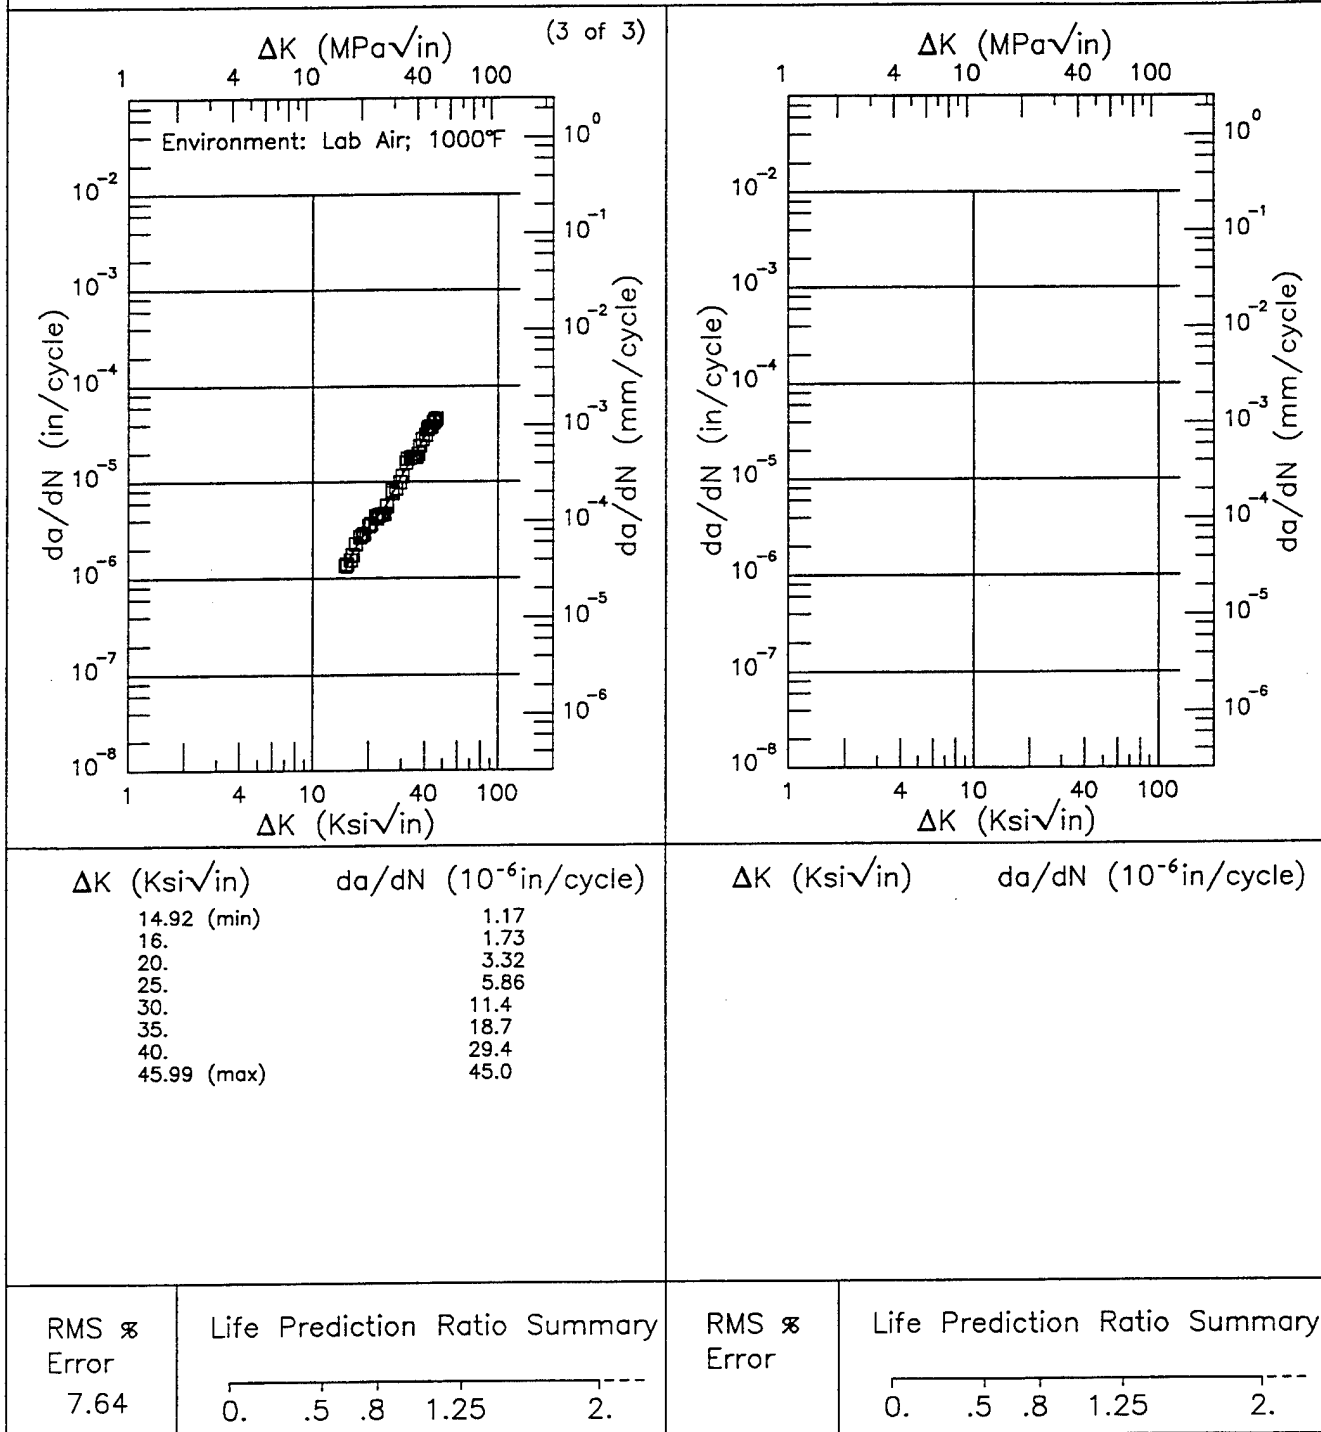 (3 of 3)
ΔK (MPa√in)
1 4 10 40 100
Environment: Lab Air; 1000°F
da/dN (in/cycle)
10⁻²
10⁻³
10⁻⁴
10⁻⁵
10⁻⁶
10⁻⁷
10⁻⁸
10⁰
10⁻¹
10⁻²
10⁻³
10⁻⁴
10⁻⁵
10⁻⁶
da/dN (mm/cycle)
1 4 10 40 100
ΔK (Ksi√in)
ΔK (MPa√in)
1 4 10 40 100
da/dN (in/cycle)
10⁻²
10⁻³
10⁻⁴
10⁻⁵
10⁻⁶
10⁻⁷
10⁻⁸
10⁰
10⁻¹
10⁻²
10⁻³
10⁻⁴
10⁻⁵
10⁻⁶
da/dN (mm/cycle)
1 4 10 40 100
ΔK (Ksi√in)
ΔK (Ksi√in) da/dN (10⁻⁶in/cycle)
14.92 (min) 1.17
16. 1.73
20. 3.32
25. 5.86
30. 11.4
35. 18.7
40. 29.4
45.99 (max) 45.0
ΔK (Ksi√in) da/dN (10⁻⁶in/cycle)
RMS %
Error
7.64
Life Prediction Ratio Summary
0. .5 .8 1.25 2.
RMS %
Error
Life Prediction Ratio Summary
0. .5 .8 1.25 2.